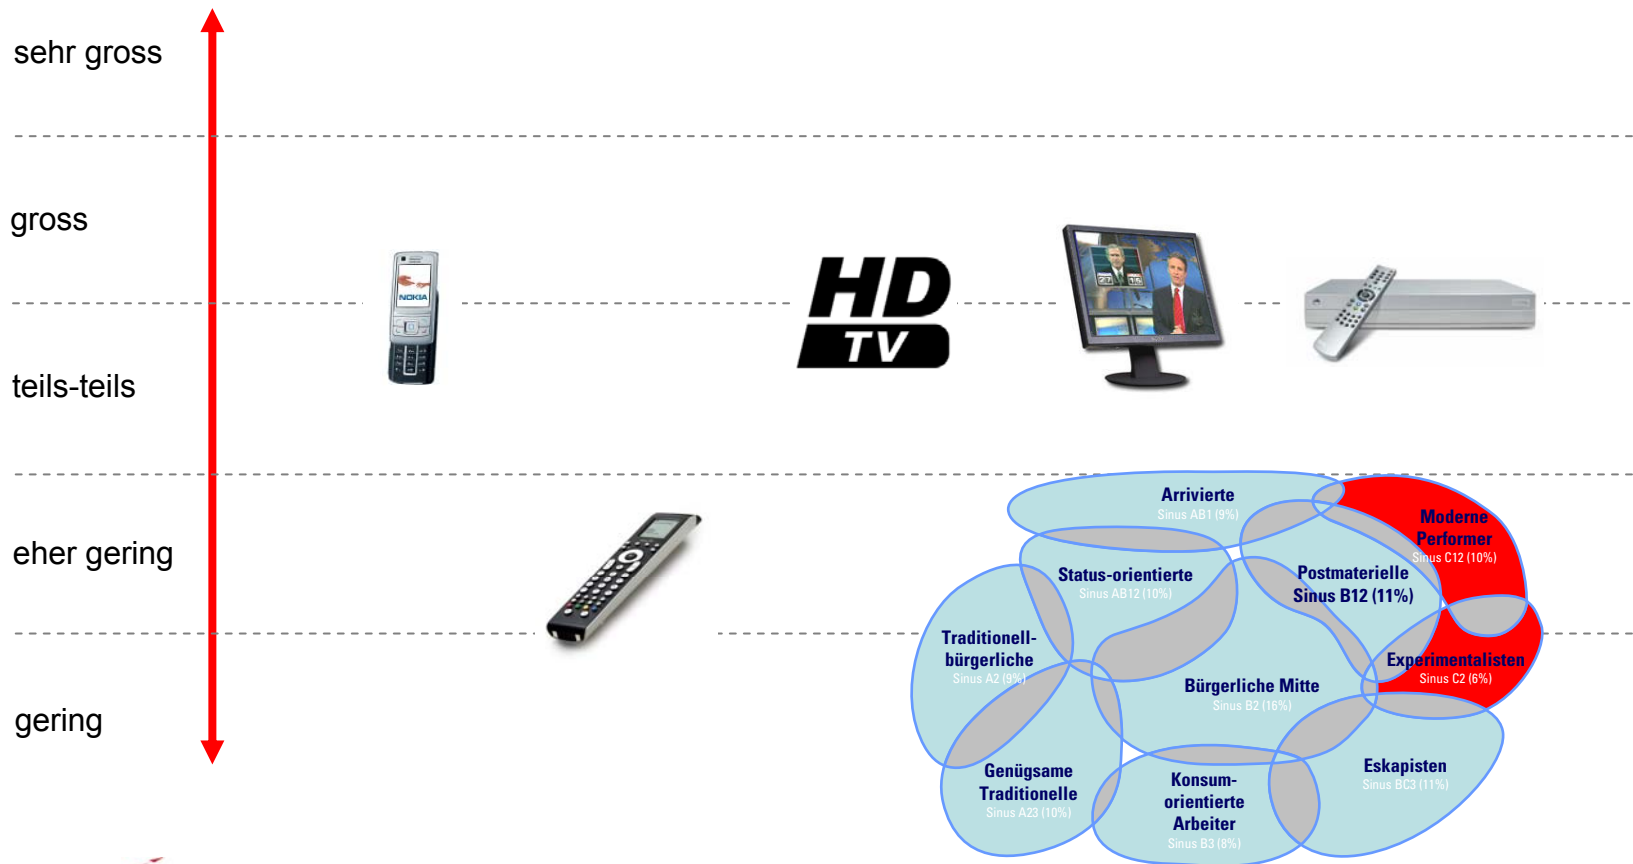 sehr gross
gross
teils-teils
eher gering
gering
NOKIA
HD
TV
Arrivierte
Sinus AB1 (9%)
Moderne
Performer
Sinus C12 (10%)
Status-orientierte
Sinus AB12 (10%)
Postmaterielle
Sinus B12 (11%)
Traditionell-
bürgerliche
Sinus A2 (9%)
Experimentalisten
Sinus C2 (6%)
Bürgerliche Mitte
Sinus B2 (16%)
Genügsame
Traditionelle
Sinus A23 (10%)
Konsum-
orientierte
Arbeiter
Sinus B3 (8%)
Eskapisten
Sinus BC3 (11%)